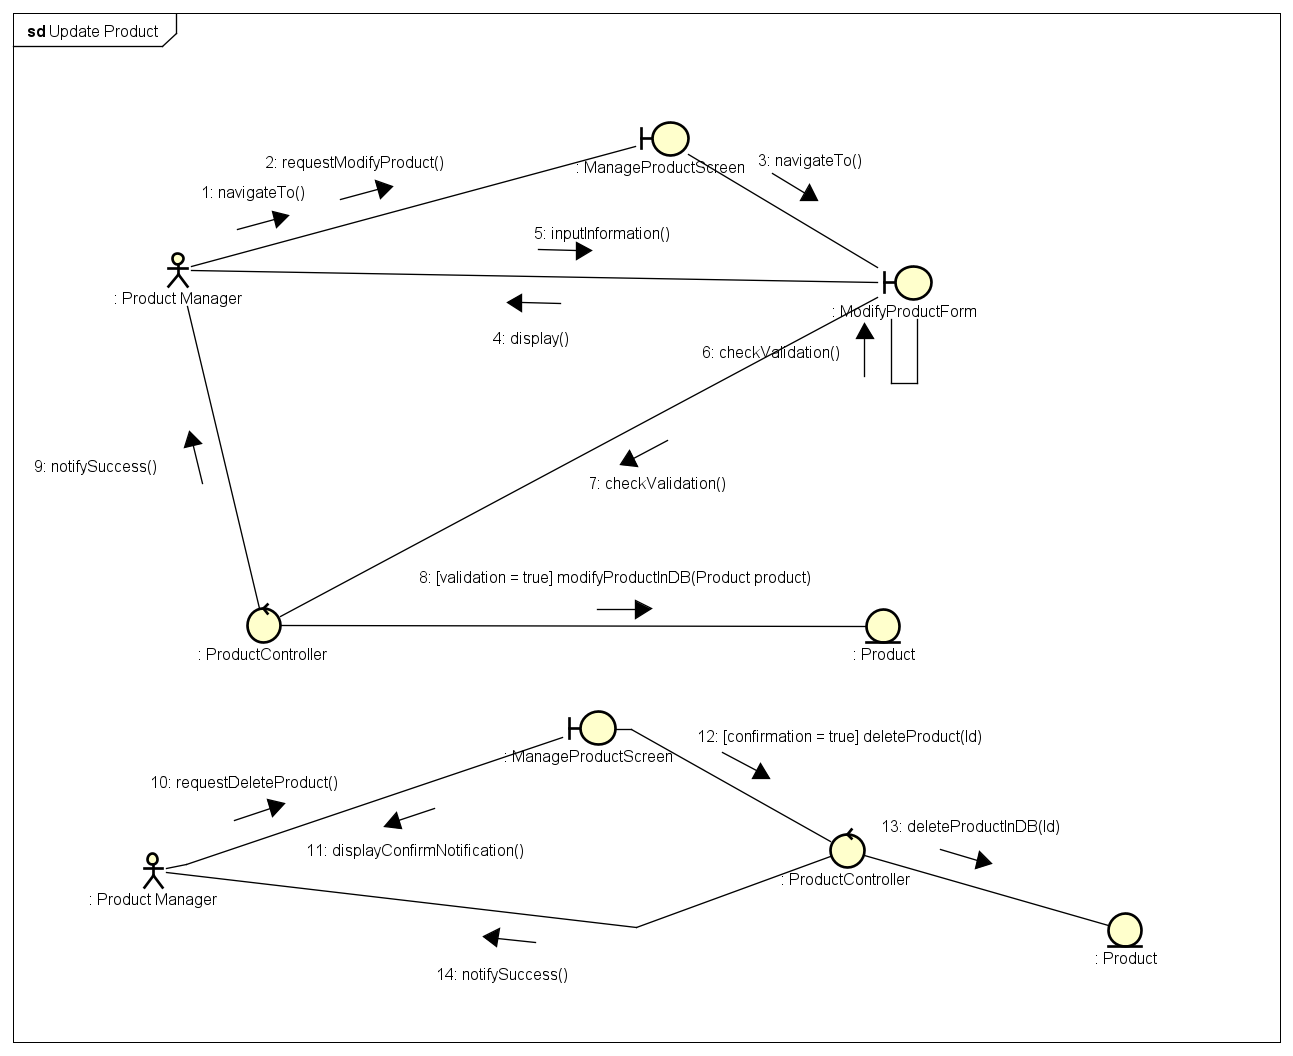 sd Update Product
2: requestModifyProduct()
1: navigateTo()
: ManageProductScreen
3: navigateTo()
5: inputInformation()
: Product Manager
4: display()
: ModifyProductForm
6: checkValidation()
9: notifySuccess()
7: checkValidation()
8: [validation = true] modifyProductInDB(Product product)
: ProductController
: Product
: ManageProductScreen
12: [confirmation = true] deleteProduct(Id)
10: requestDeleteProduct()
11: displayConfirmNotification()
13: deleteProductInDB(Id)
: Product Manager
: ProductController
: Product
14: notifySuccess()